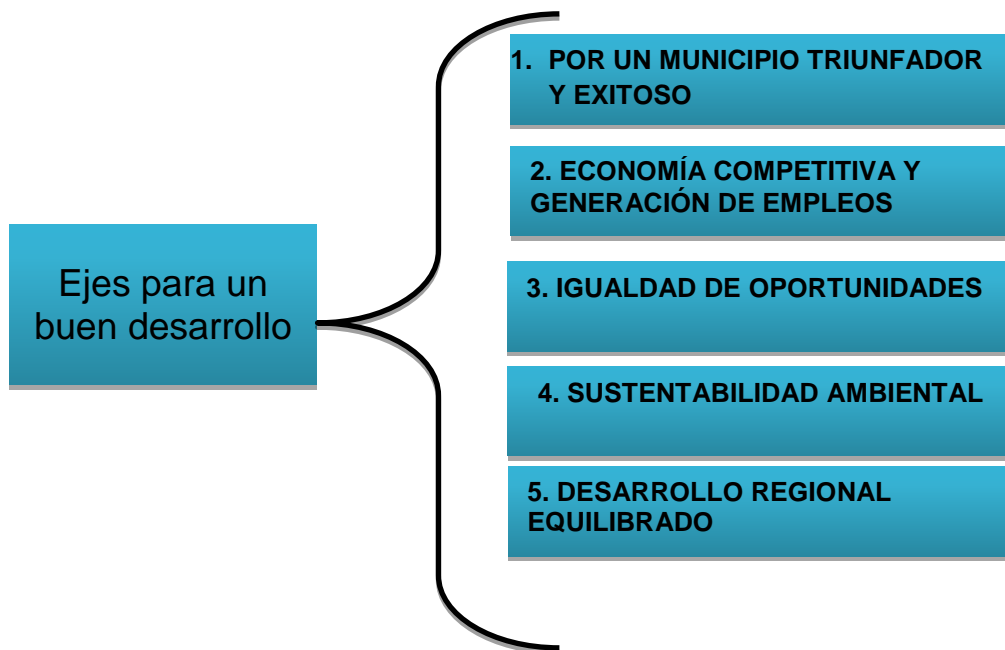 Ejes para un
buen desarrollo
1. POR UN MUNICIPIO TRIUNFADOR
Y EXITOSO
2. ECONOMÍA COMPETITIVA Y
GENERACIÓN DE EMPLEOS
3. IGUALDAD DE OPORTUNIDADES
4. SUSTENTABILIDAD AMBIENTAL
5. DESARROLLO REGIONAL
EQUILIBRADO